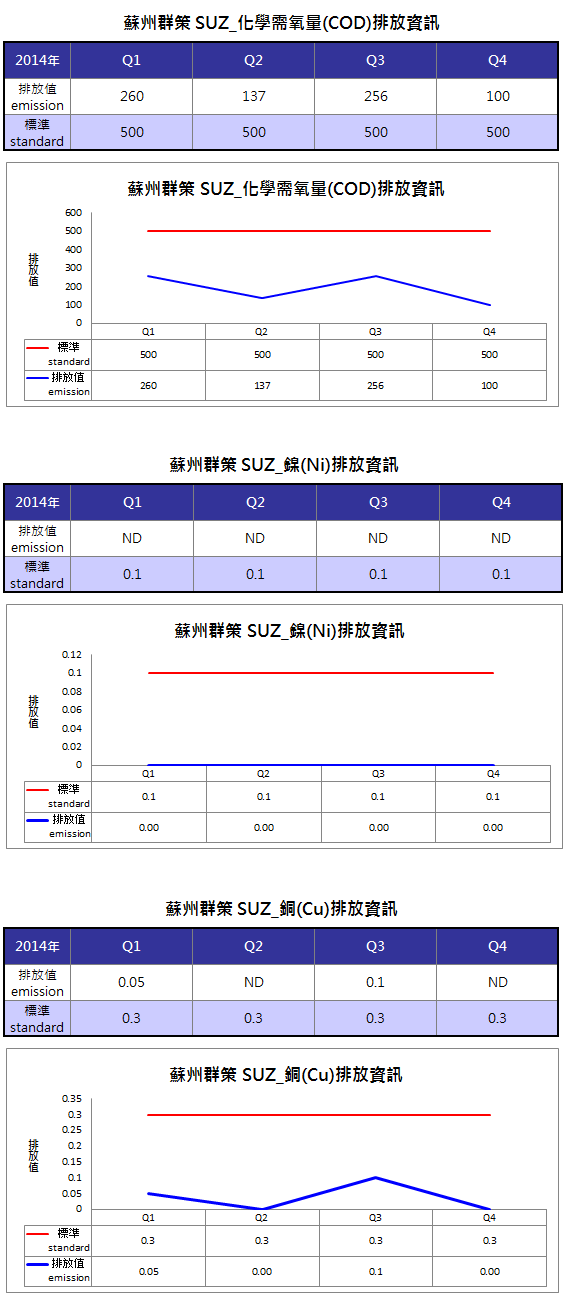 蘇州群策 SUZ_化學需氧量(COD)排放資訊
2014年 Q1 Q2 Q3 Q4
排放值
emission 260 137 256 100
標準
standard 500 500 500 500
蘇州群策 SUZ_化學需氧量(COD)排放資訊
排放值
600
500
400
300
200
100
0
Q1 Q2 Q3 Q4
標準
standard 500 500 500 500
排放值
emission 260 137 256 100
蘇州群策 SUZ_鎳(Ni)排放資訊
2014年 Q1 Q2 Q3 Q4
排放值
emission ND ND ND ND
標準
standard 0.1 0.1 0.1 0.1
蘇州群策 SUZ_鎳(Ni)排放資訊
排放值
0.12
0.1
0.08
0.06
0.04
0.02
0
Q1 Q2 Q3 Q4
標準
standard 0.1 0.1 0.1 0.1
排放值
emission 0.00 0.00 0.00 0.00
蘇州群策 SUZ_銅(Cu)排放資訊
2014年 Q1 Q2 Q3 Q4
排放值
emission 0.05 ND 0.1 ND
標準
standard 0.3 0.3 0.3 0.3
蘇州群策 SUZ_銅(Cu)排放資訊
排放值
0.35
0.3
0.25
0.2
0.15
0.1
0.05
0
Q1 Q2 Q3 Q4
標準
standard 0.3 0.3 0.3 0.3
排放值
emission 0.05 0.00 0.1 0.00